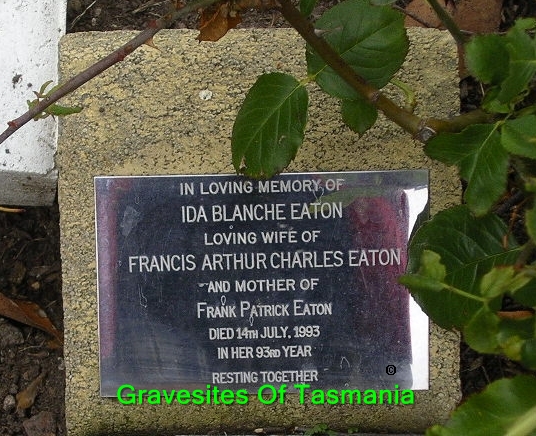 IN LOVING MEMORY OF
IDA BLANCHE EATON
LOVING WIFE OF
FRANCIS ARTHUR CHARLES EATON
AND MOTHER OF
FRANK PATRICK EATON
DIED 14TH JULY, 1993
IN HER 93RD YEAR
RESTING TOGETHER
©
Gravesites Of Tasmania